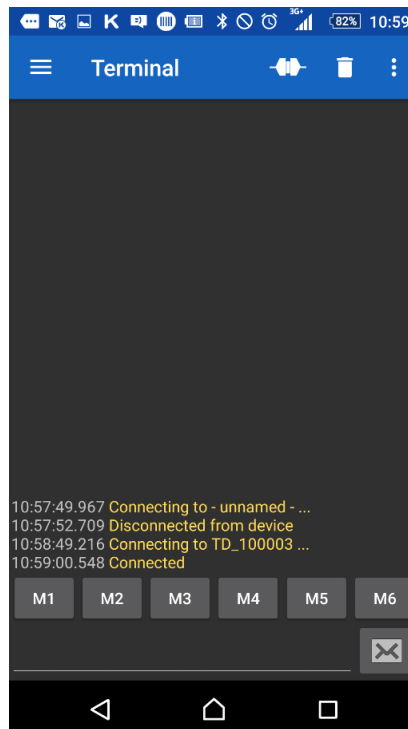 3G+
82% 10:59
Terminal
10:57:49.967 Connecting to - unnamed - ...
10:57:52.709 Disconnected from device
10:58:49.216 Connecting to TD_100003 ...
10:59:00.548 Connected
M1 M2 M3 M4 M5 M6